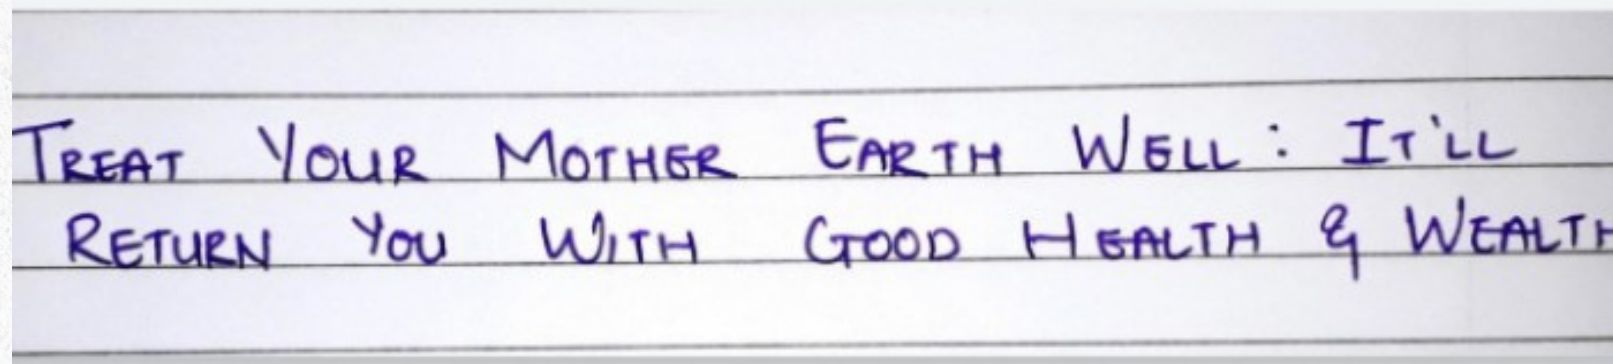 TREAT YOUR MOTHER EARTH WELL: IT'LL
RETURN YOU WITH GOOD HEALTH & WEALTH